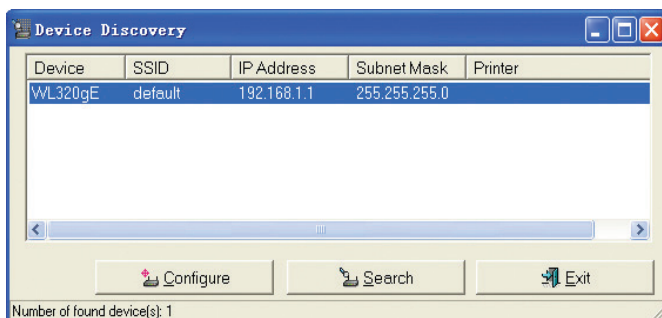 Device Discovery
Device SSID IP Address Subnet Mask Printer
WL320gE default 192.168.1.1 255.255.255.0
Configure Search Exit
Number of found device(s): 1